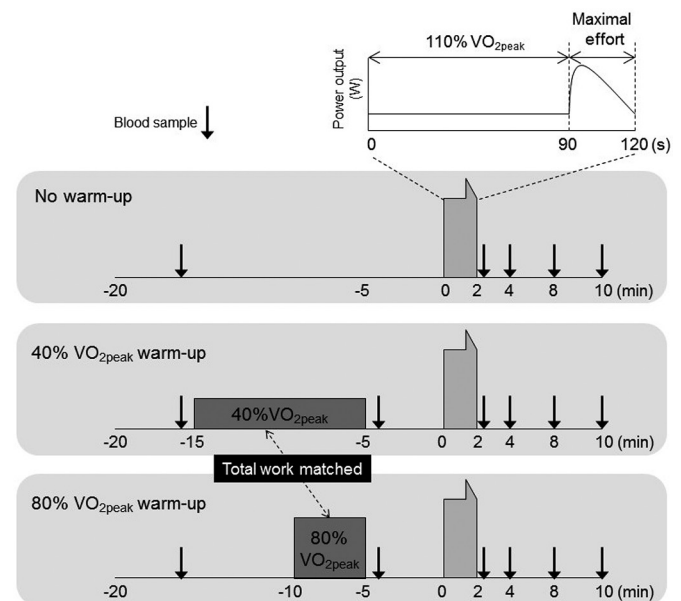 Maximal
effort
110% VO2peak
Power output
(W)
0 90 120 (s)
Blood sample
No warm-up
-20 -5 0 2 4 8 10 (min)
40% VO2peak warm-up
40%VO2peak
-20 -15 -5 0 2 4 8 10 (min)
Total work matched
80% VO2peak warm-up
80%
VO2peak
-20 -10 -5 0 2 4 8 10 (min)